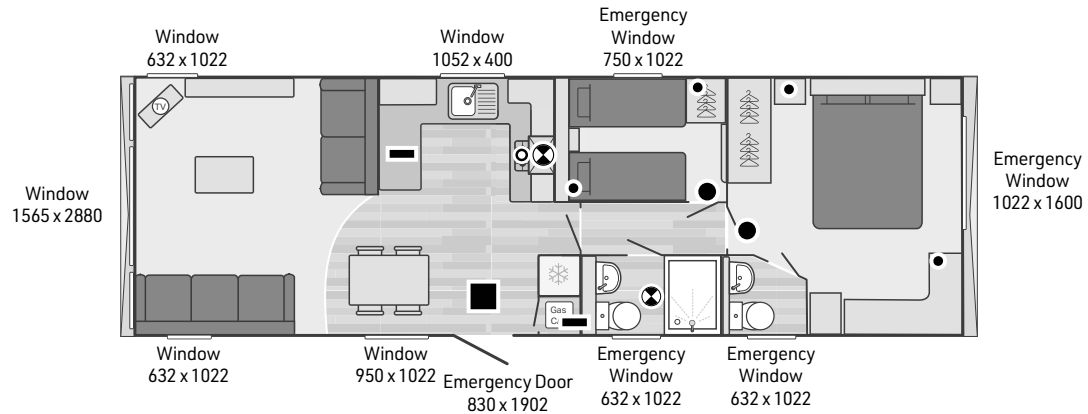 Emergency
Window
750 x 1022
Window
632 x 1022
Window
1052 x 400
TV
Window
1565 x 2880
Emergency
Window
1022 x 1600
Gas
Window
632 x 1022
Window
950 x 1022
Emergency Door
830 x 1902
Emergency
Window
632 x 1022
Emergency
Window
632 x 1022